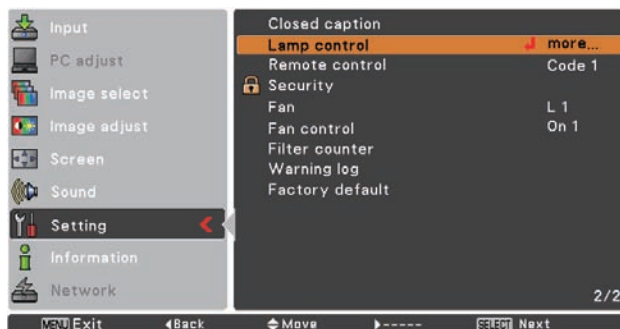 Input
PC adjust
Image select
Image adjust
Screen
Sound
Setting
Information
Network
Closed caption
Lamp control more...
Remote control Code 1
Security
Fan L 1
Fan control On 1
Filter counter
Warning log
Factory default
2/2
MENU Exit Back Move ----- SELECT Next